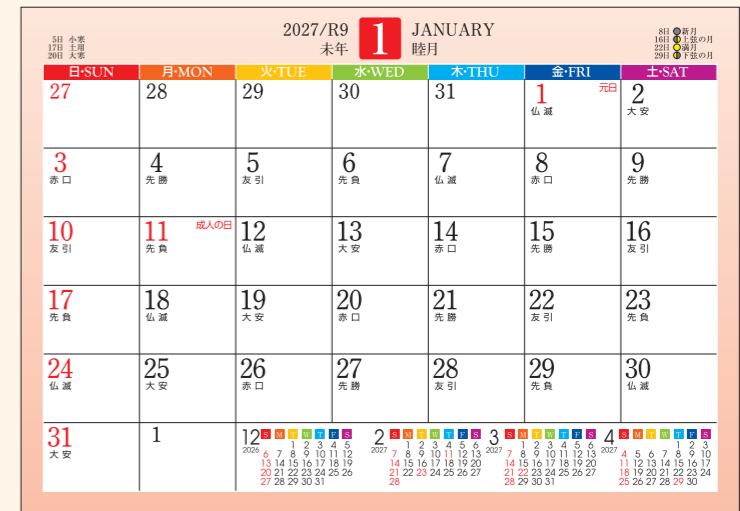 5日 小寒
17日 土用
20日 大寒
2027/R9
未年
1
JANUARY
睦月
8日 新月
16日 上弦の月
22日 満月
29日 下弦の月
日・SUN 月・MON 火・TUE 水・WED 木・THU 金・FRI 土・SAT
27 28 29 30 31 1 元日 2
仏滅 大安
3 4 5 6 7 8 9
赤口 先勝 友引 先負 仏滅 赤口 先勝
10 11 成人の日 12 13 14 15 16
友引 先負 仏滅 大安 赤口 先勝 友引
17 18 19 20 21 22 23
先負 仏滅 大安 赤口 先勝 友引 先負
24 25 26 27 28 29 30
仏滅 大安 赤口 先勝 友引 先負 仏滅
31 1
大安
12 2026
S M T W T F S
1 2 3 4 5
6 7 8 9 10 11 12
13 14 15 16 17 18 19
20 21 22 23 24 25 26
27 28 29 30 31
2 2027
S M T W T F S
1 2 3 4 5 6
7 8 9 10 11 12 13
14 15 16 17 18 19 20
21 22 23 24 25 26 27
28
3 2027
S M T W T F S
1 2 3 4 5 6
7 8 9 10 11 12 13
14 15 16 17 18 19 20
21 22 23 24 25 26 27
28 29 30 31
4 2027
S M T W T F S
1 2 3
4 5 6 7 8 9 10
11 12 13 14 15 16 17
18 19 20 21 22 23 24
25 26 27 28 29 30